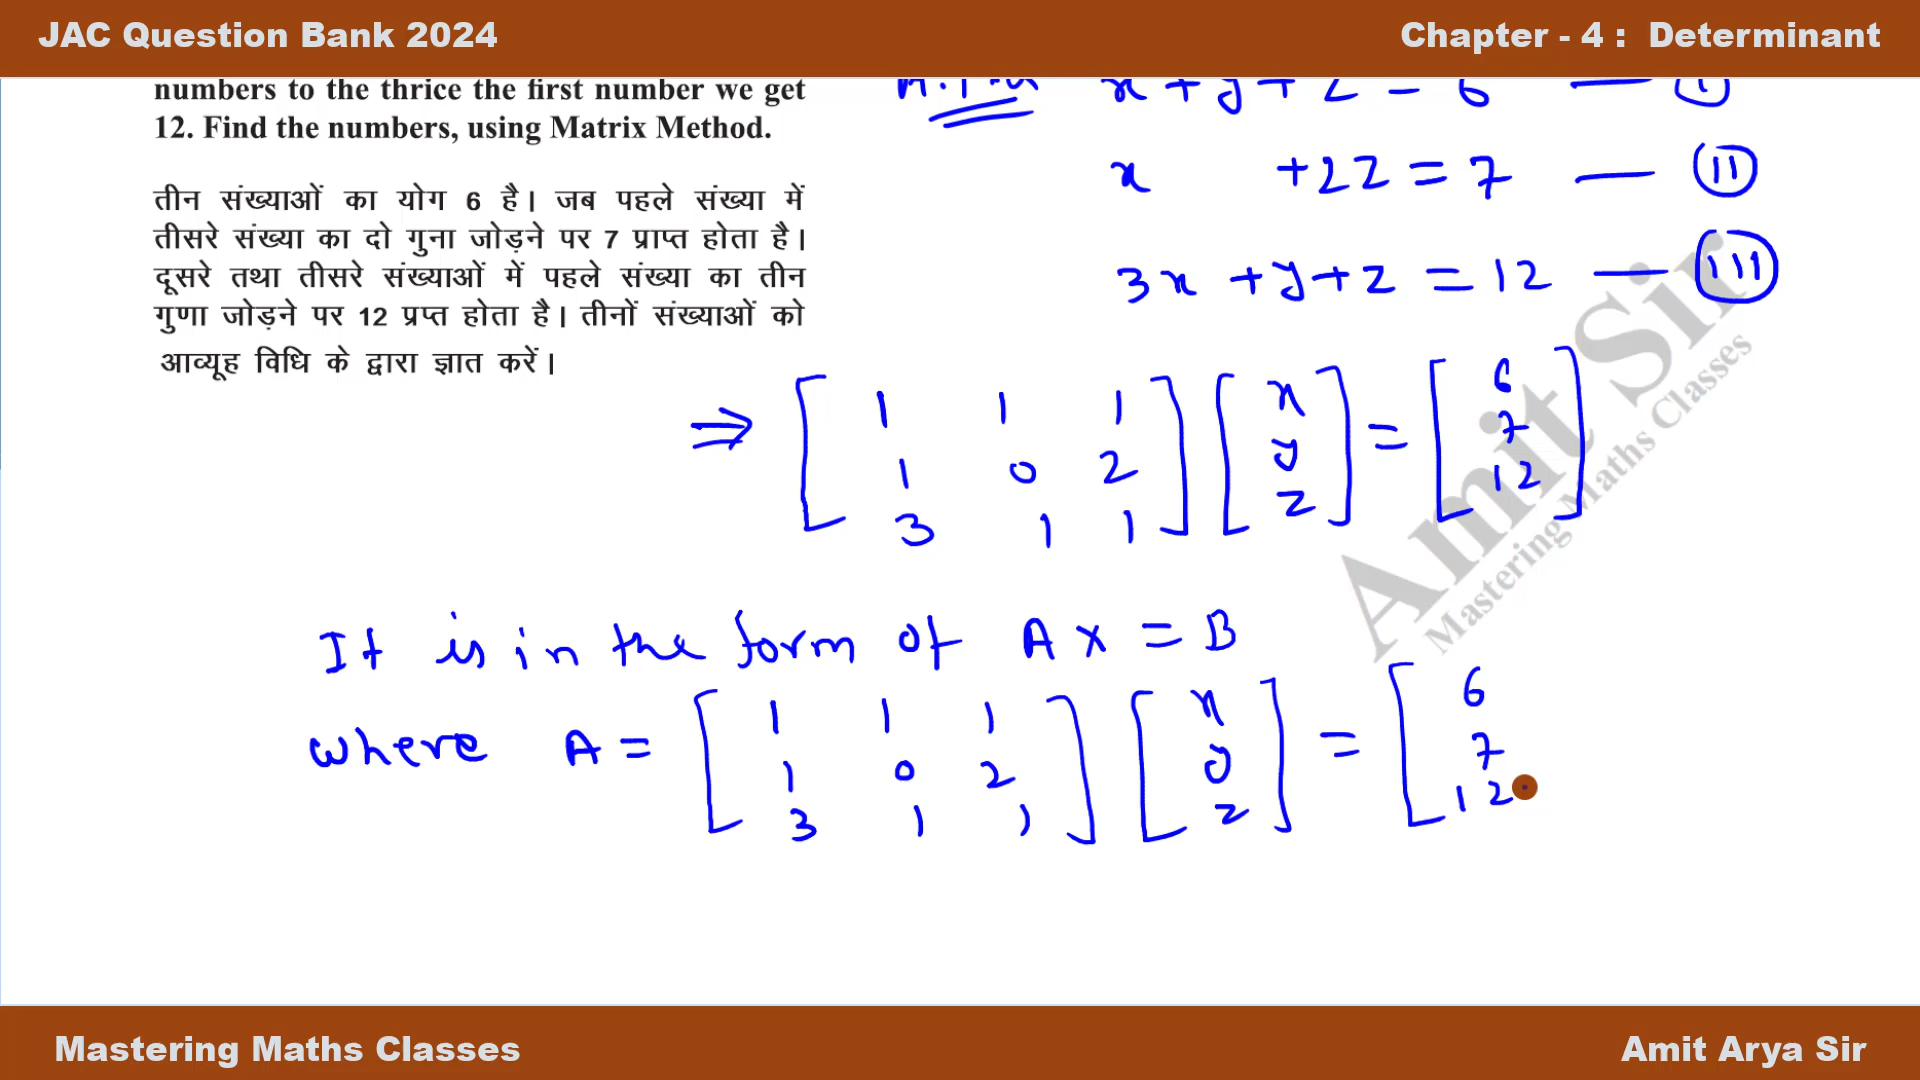 JAC Question Bank 2024
Chapter - 4 : Determinant
numbers to the thrice the first number we get
12. Find the numbers, using Matrix Method.
तीन संख्याओं का योग 6 है। जब पहले संख्या में
तीसरे संख्या का दो गुना जोड़ने पर 7 प्राप्त होता है।
दूसरे तथा तीसरे संख्याओं में पहले संख्या का तीन
गुणा जोड़ने पर 12 प्रप्त होता है। तीनों संख्याओं को
आव्यूह विधि के द्वारा ज्ञात करें।
x + y + z = 6 — (I)
x + 2z = 7 — (II)
3x + y + z = 12 — (III)
⇒ [1 1 1 [x = [6
1 0 2 y 7
3 1 1] z] 12]
It is in the form of AX = B
where A = [1 1 1 [x = [6
1 0 2 y 7
3 1 1] z] 12
Amit Sir
Mastering Maths Classes
Mastering Maths Classes
Amit Arya Sir